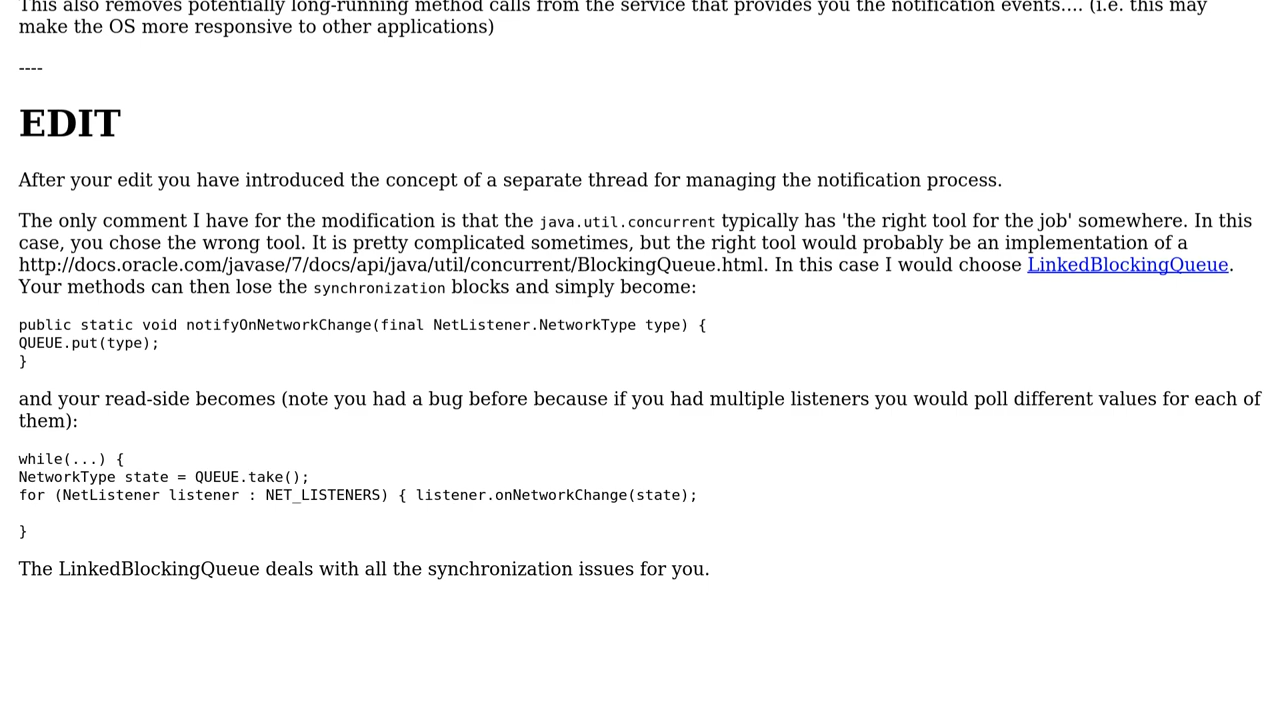 This also removes potentially long-running method calls from the service that provides you the notification events.... (i.e. this may
make the OS more responsive to other applications)
----
EDIT
After your edit you have introduced the concept of a separate thread for managing the notification process.
The only comment I have for the modification is that the java.util.concurrent typically has 'the right tool for the job' somewhere. In this
case, you chose the wrong tool. It is pretty complicated sometimes, but the right tool would probably be an implementation of a
http://docs.oracle.com/javase/7/docs/api/java/util/concurrent/BlockingQueue.html. In this case I would choose LinkedBlockingQueue.
Your methods can then lose the synchronization blocks and simply become:
public static void notifyOnNetworkChange(final NetListener.NetworkType type) {
QUEUE.put(type);
}
and your read-side becomes (note you had a bug before because if you had multiple listeners you would poll different values for each of
them):
while(...) {
NetworkType state = QUEUE.take();
for (NetListener listener : NET_LISTENERS) { listener.onNetworkChange(state);
}
The LinkedBlockingQueue deals with all the synchronization issues for you.